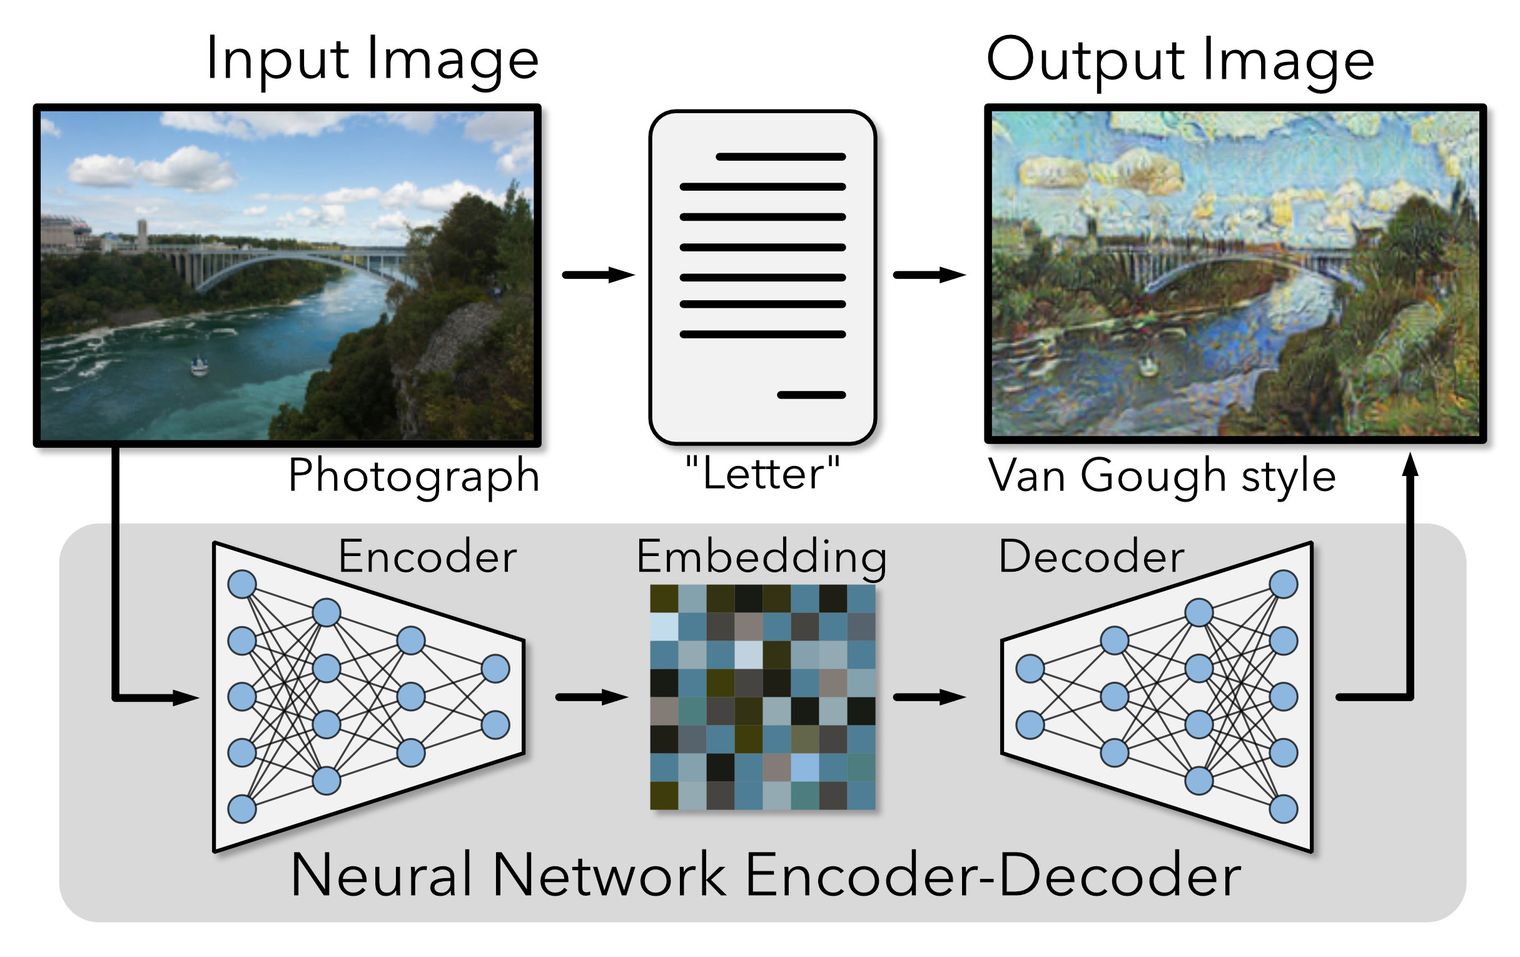 Input Image
Output Image
Photograph
"Letter"
Van Gough style
Encoder
Embedding
Decoder
Neural Network Encoder-Decoder